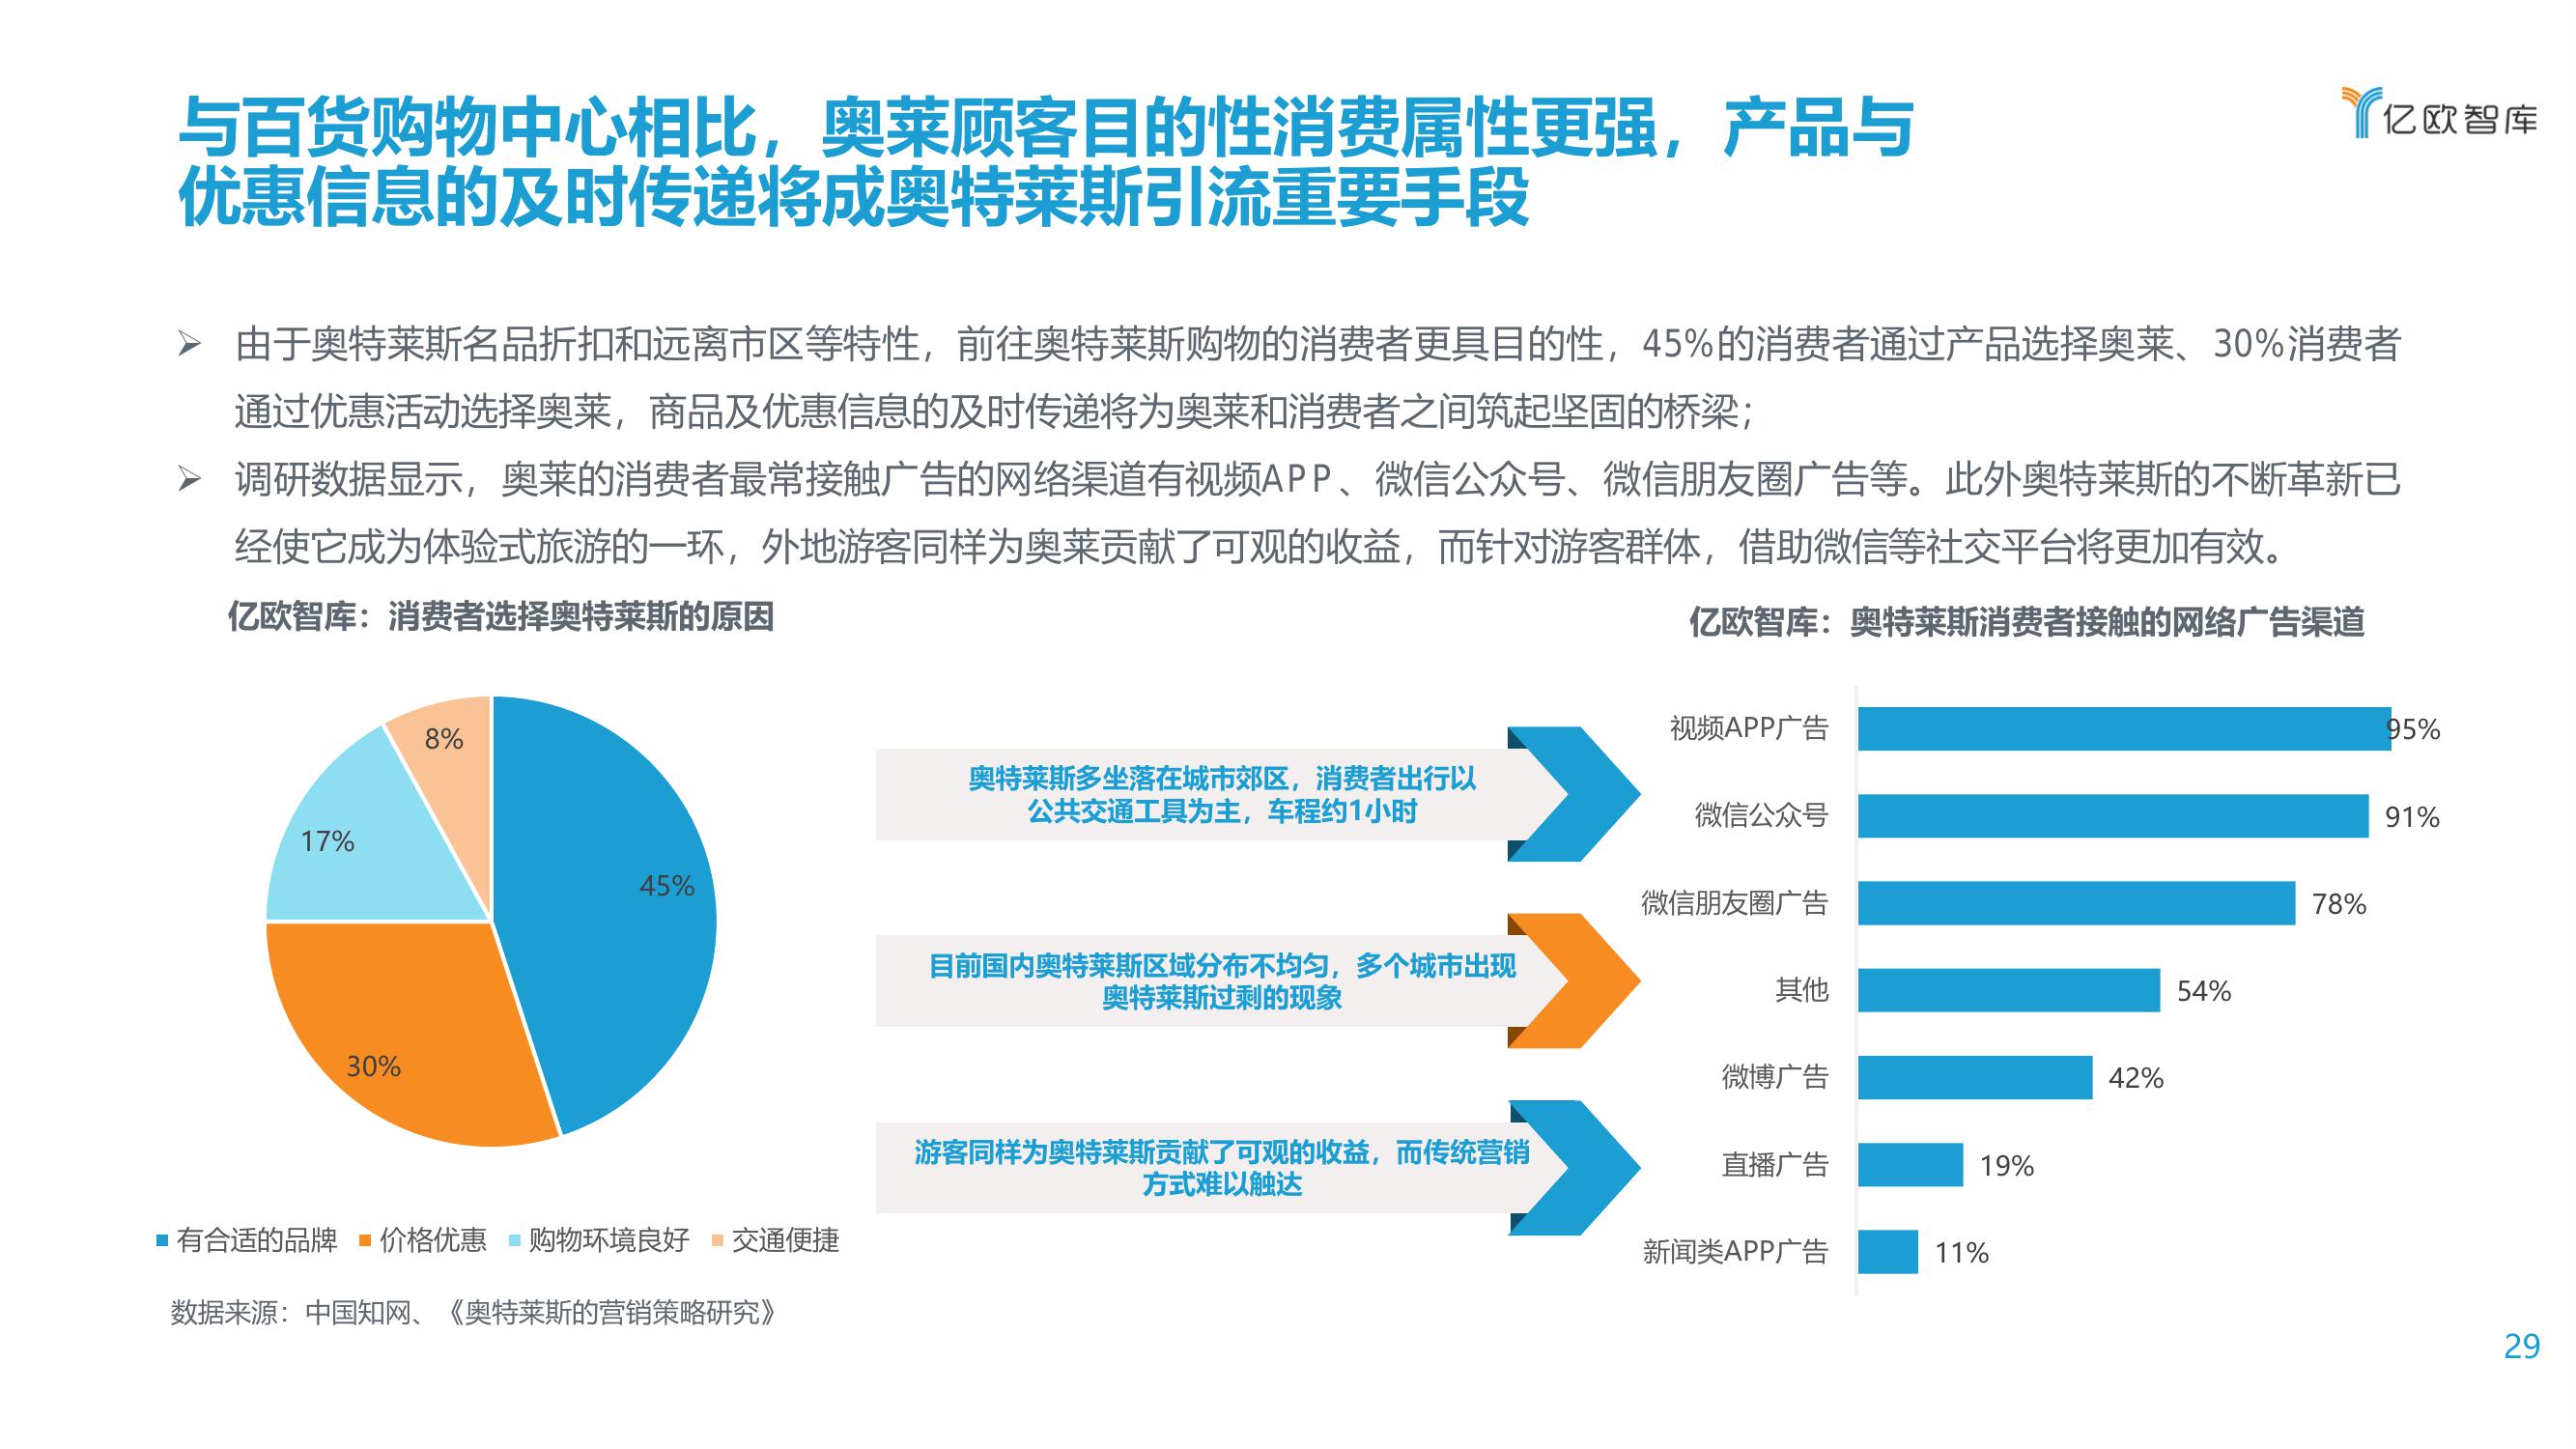 与百货购物中心相比，奥莱顾客目的性消费属性更强，产品与
优惠信息的及时传递将成奥特莱斯引流重要手段
亿欧智库
由于奥特莱斯名品折扣和远离市区等特性，前往奥特莱斯购物的消费者更具目的性，45%的消费者通过产品选择奥莱、30%消费者
通过优惠活动选择奥莱，商品及优惠信息的及时传递将为奥莱和消费者之间筑起坚固的桥梁；
调研数据显示，奥莱的消费者最常接触广告的网络渠道有视频APP、微信公众号、微信朋友圈广告等。此外奥特莱斯的不断革新已
经使它成为体验式旅游的一环，外地游客同样为奥莱贡献了可观的收益，而针对游客群体，借助微信等社交平台将更加有效。
亿欧智库：消费者选择奥特莱斯的原因
8%
17%
45%
30%
有合适的品牌 价格优惠 购物环境良好 交通便捷
数据来源：中国知网、《奥特莱斯的营销策略研究》
奥特莱斯多坐落在城市郊区，消费者出行以
公共交通工具为主，车程约1小时
目前国内奥特莱斯区域分布不均匀，多个城市出现
奥特莱斯过剩的现象
游客同样为奥特莱斯贡献了可观的收益，而传统营销
方式难以触达
亿欧智库：奥特莱斯消费者接触的网络广告渠道
视频APP广告 95%
微信公众号 91%
微信朋友圈广告 78%
其他 54%
微博广告 42%
直播广告 19%
新闻类APP广告 11%
29